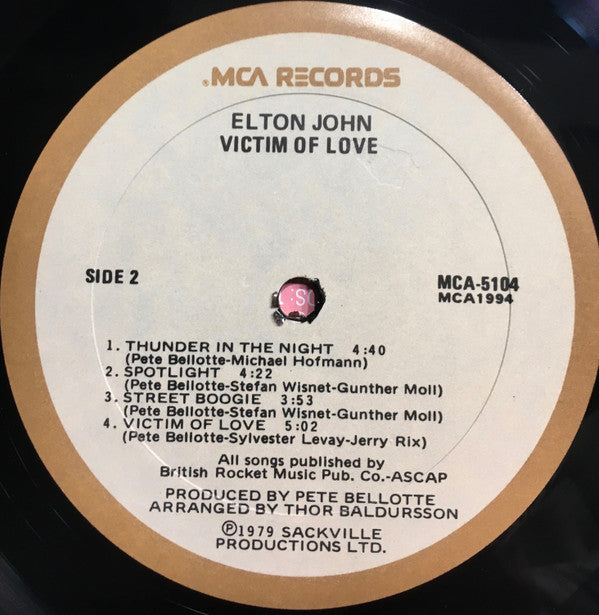 ®MCA RECORDS
ELTON JOHN
VICTIM OF LOVE
SIDE 2
MCA-5104
MCA1994
1. THUNDER IN THE NIGHT 4:40
(Pete Bellotte-Michael Hofmann)
2. SPOTLIGHT 4:22
(Pete Bellotte-Stefan Wisnet-Gunther Moll)
3. STREET BOOGIE 3:53
(Pete Bellotte-Stefan Wisnet-Gunther Moll)
4. VICTIM OF LOVE 5:02
(Pete Bellotte-Sylvester Levay-Jerry Rix)
All songs published by
British Rocket Music Pub. Co.-ASCAP
PRODUCED BY PETE BELLOTTE
ARRANGED BY THOR BALDURSSON
Ⓟ1979 SACKVILLE
PRODUCTIONS LTD.